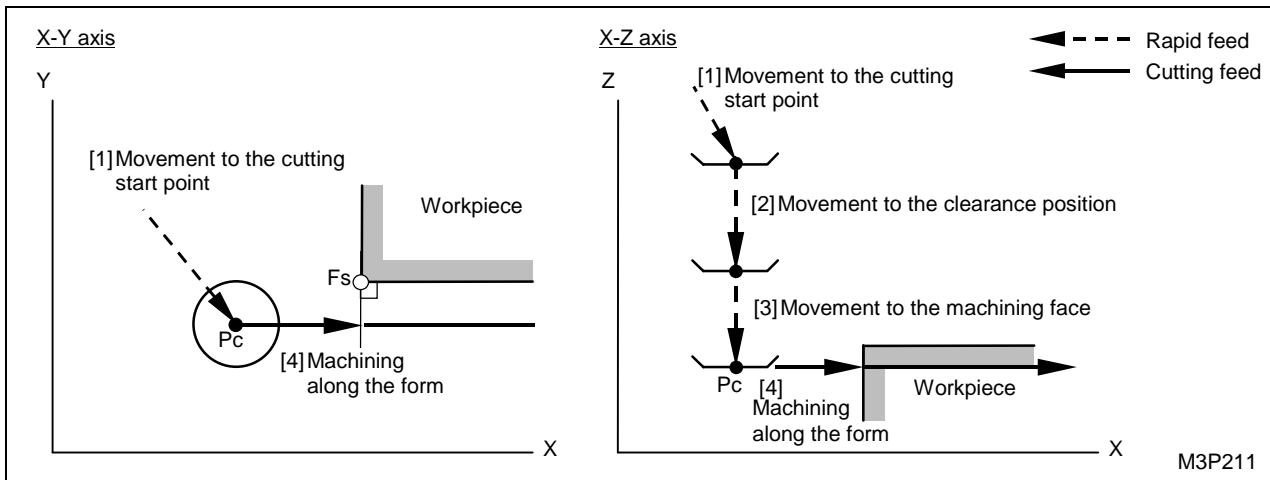 X-Y axis
Y
[1] Movement to the cutting
start point
Workpiece
Fs
Pc
[4] Machining
along the form
X
X-Z axis
Z
[1] Movement to the cutting
start point
[2] Movement to the clearance position
[3] Movement to the machining face
Pc
[4]
Machining
along the form
Workpiece
X
Rapid feed
Cutting feed
M3P211